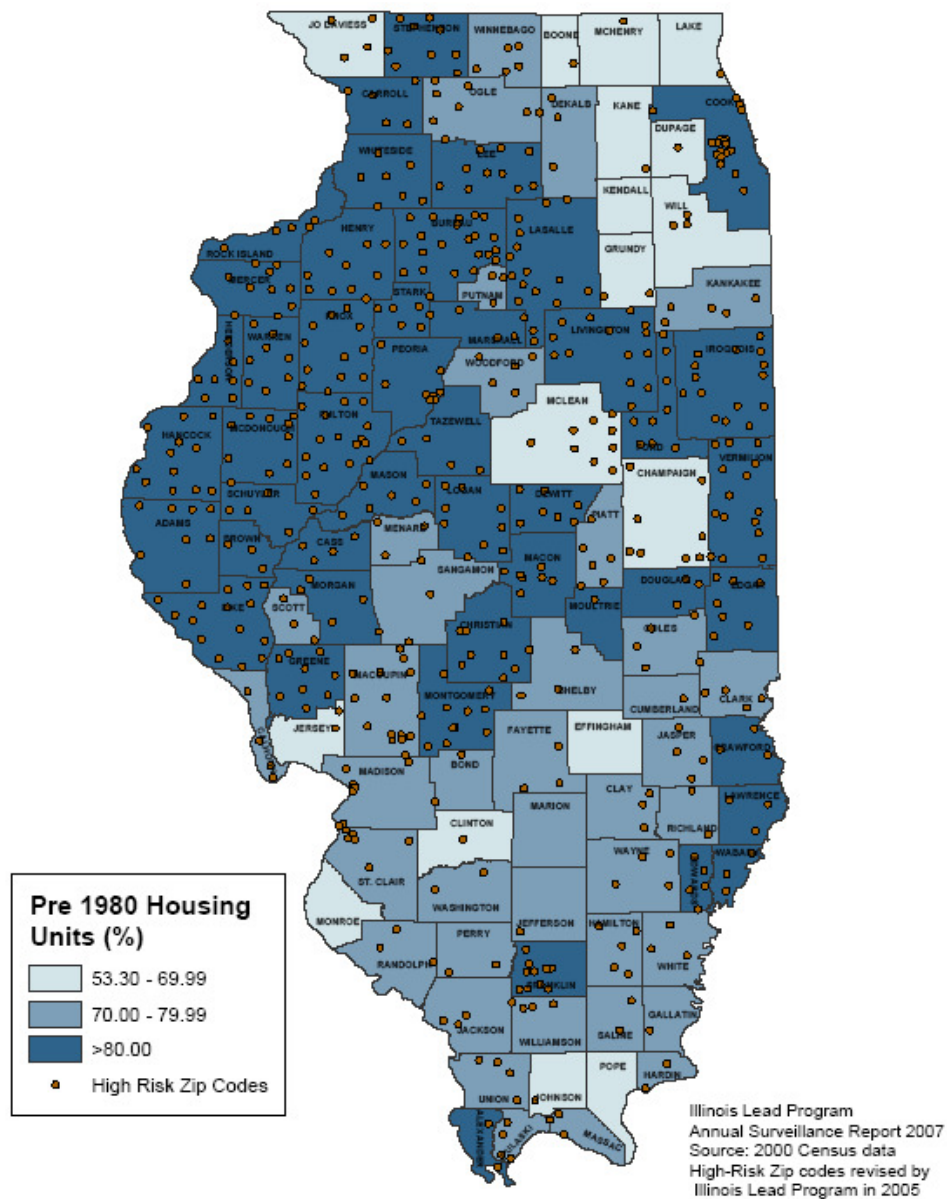 JO DAVIESS
STEPHENSON
WINNEBAGO
BOONE
MCHENRY
LAKE
CARROLL
OGLE
DEKALB
KANE
COOK
DUPAGE
WHITESIDE
LEE
KENDALL
WILL
ROCK ISLAND
HENRY
BUREAU
LASALLE
GRUNDY
MERCER
STARK
PUTNAM
KANKAKEE
HENDERSON
WARREN
KNOX
PEORIA
MARSHALL
WOODFORD
LIVINGSTON
IROQUOIS
HANCOCK
MCDONOUGH
FULTON
TAZEWELL
MCLEAN
FORD
VERMILION
SCHUYLER
MASON
LOGAN
DEWITT
CHAMPAIGN
ADAMS
BROWN
CASS
MENARD
PIATT
SANGAMON
MACON
PIKE
SCOTT
MORGAN
CHRISTIAN
MOULTRIE
DOUGLAS
EDGAR
GREENE
MACOUPIN
MONTGOMERY
SHELBY
COLES
CLARK
CUMBERLAND
CALHOUN
JERSEY
FAYETTE
EFFINGHAM
JASPER
CRAWFORD
MADISON
BOND
CLAY
MARION
RICHLAND
LAWRENCE
CLINTON
ST. CLAIR
WAYNE
EDWARDS
WABASH
MONROE
WASHINGTON
JEFFERSON
HAMILTON
RANDOLPH
PERRY
WHITE
FRANKLIN
JACKSON
WILLIAMSON
SALINE
GALLATIN
UNION
JOHNSON
POPE
HARDIN
ALEXANDER
PULASKI
MASSAC
Pre 1980 Housing
Units (%)
53.30 - 69.99
70.00 - 79.99
>80.00
High Risk Zip Codes
Illinois Lead Program
Annual Surveillance Report 2007
Source: 2000 Census data
High-Risk Zip codes revised by
Illinois Lead Program in 2005